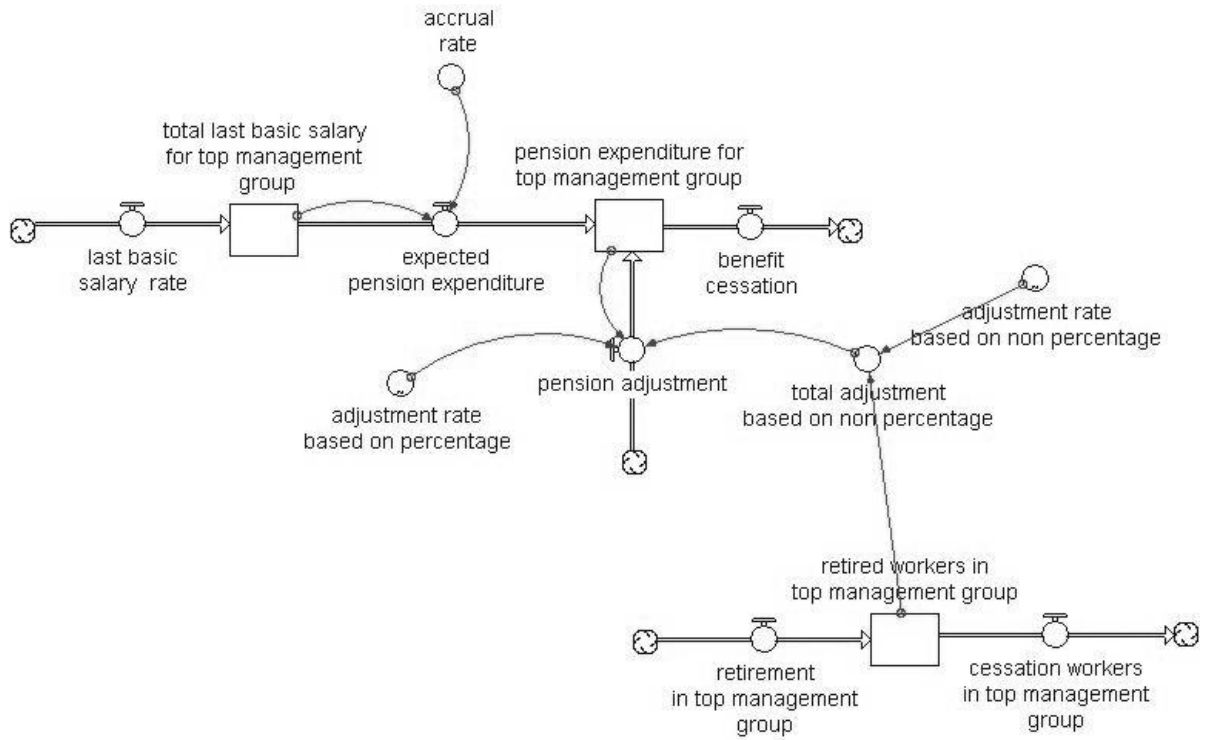 accrual
rate
total last basic salary
for top management
group
pension expenditure for
top management group
last basic
salary rate
expected
pension expenditure
benefit
cessation
adjustment rate
based on non percentage
pension adjustment
adjustment rate
based on percentage
total adjustment
based on non percentage
retired workers in
top management group
retirement
in top management
group
cessation workers
in top management
group